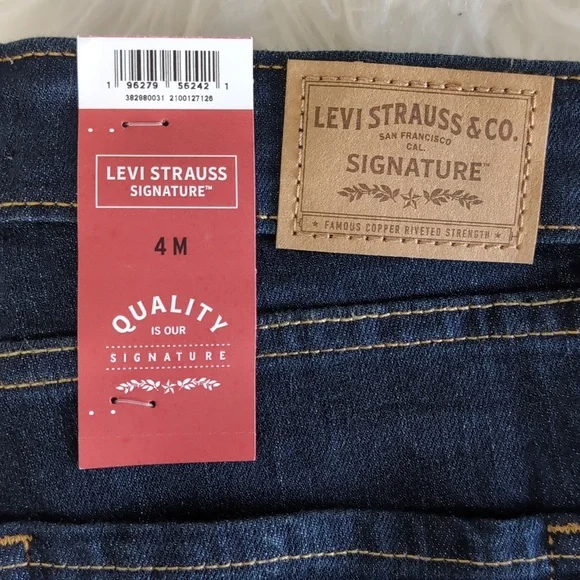 1 96279 56242 1
382980031 2100127126
LEVI STRAUSS
SIGNATURE™
4 M
QUALITY
IS OUR
SIGNATURE
LEVI STRAUSS & CO.
SAN FRANCISCO
CAL.
SIGNATURE™
FAMOUS COPPER RIVETED STRENGTH